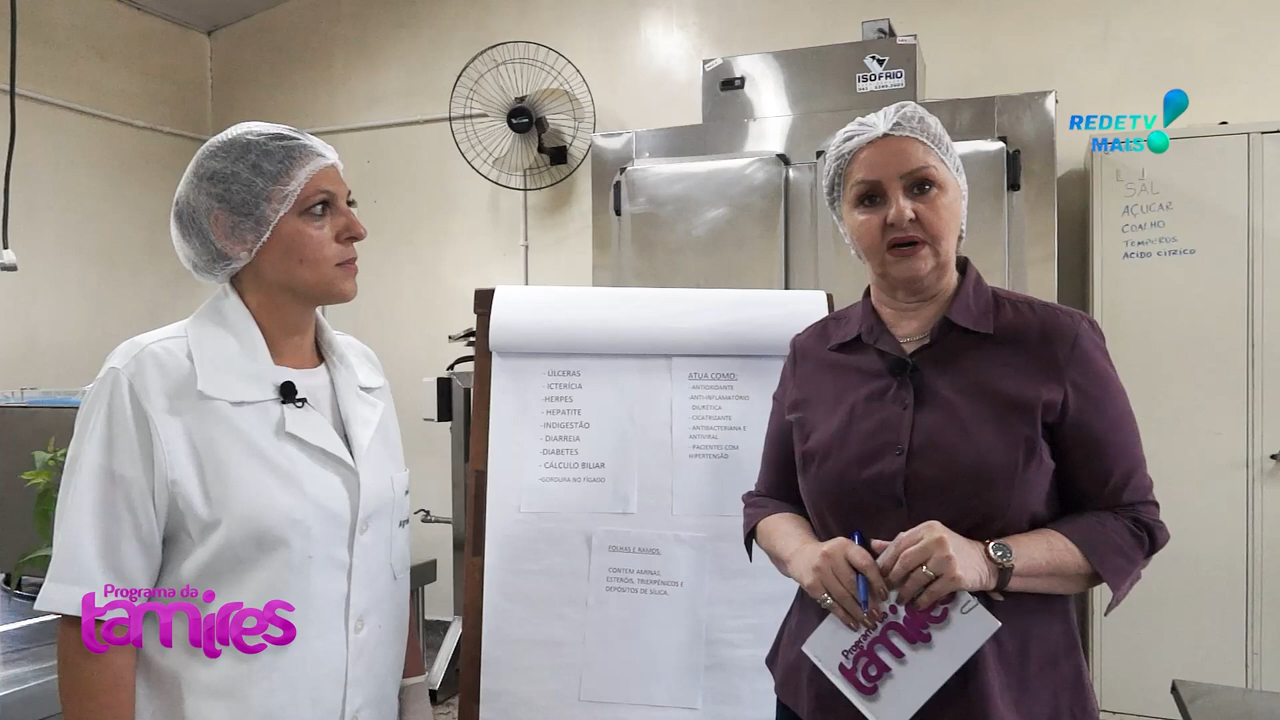 ISOFRIO
REDETV
MAIS
SAL
AÇUCAR
COALHO
TEMPEROS
ACIDO CÍTRICO
- ÚLCERAS
- ICTERÍCIA
-HERPES
- HEPATITE
-INDIGESTÃO
- DIARREIA
-DIABETES
- CÁLCULO BILIAR
-GORDURA NO FÍGADO
ATUA COMO:
- ANTIOXIDANTE
-ANTI-INFLAMATÓRIO
- DIURÉTICA
- CICATRIZANTE
- ANTIBACTERIANA E
ANTIVIRAL
- PACIENTES COM
HIPERTENSÃO
FOLHAS E RAMOS:
CONTEM AMINAS,
ESTERÓIS, TRIERPÊNICOS E
DEPÓSITOS DE SÍLICA.
Programa da
tamires
Programa da
tamires